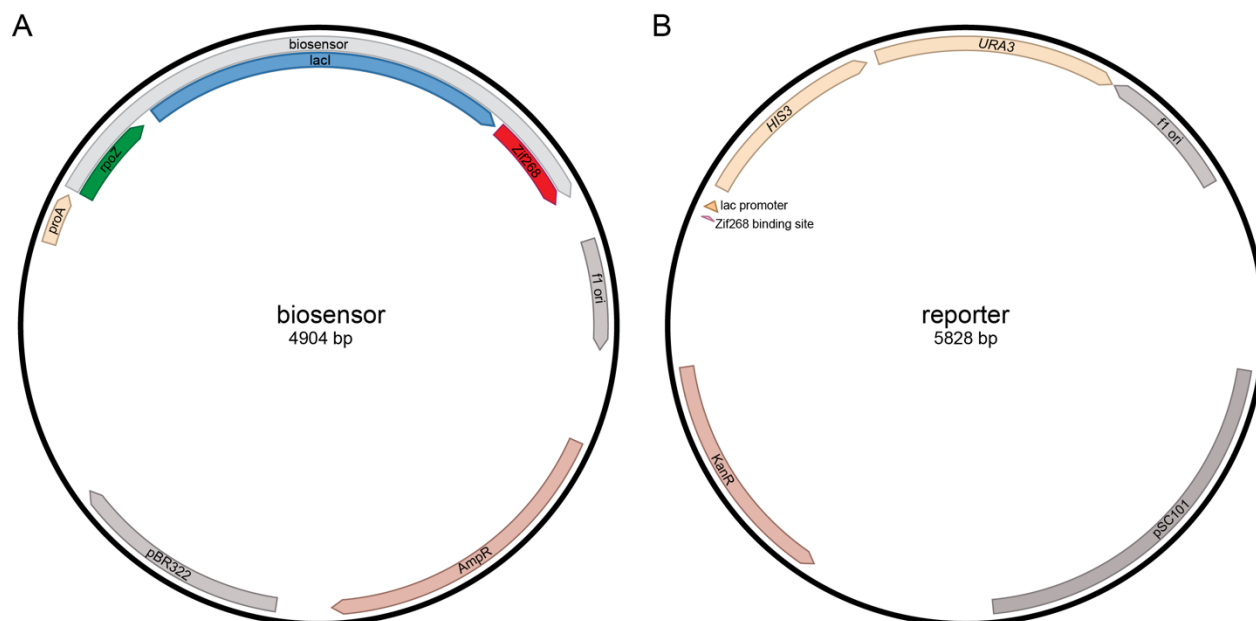 A
biosensor
lacI
rpoZ
Zif268
proA
f1 ori
biosensor
4904 bp
pBR322
AmpR
B
URA3
HIS3
f1 ori
lac promoter
Zif268 binding site
reporter
5828 bp
KanR
pSC101